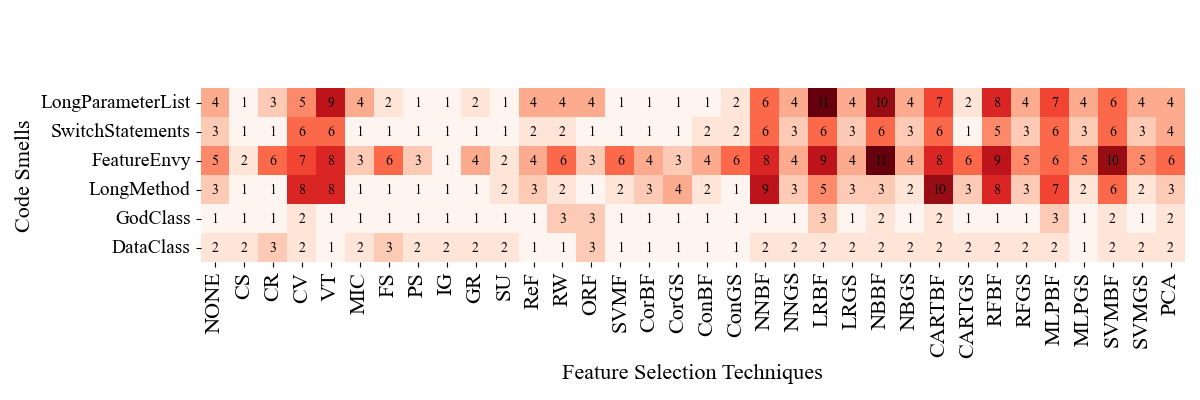 LongParameterList 4 1 3 5 9 4 2 1 1 2 1 4 4 4 1 1 1 1 2 6 4 11 4 10 4 7 2 8 4 7 4 6 4 4
SwitchStatements 3 1 1 6 6 1 1 1 1 1 1 2 2 1 1 1 1 2 2 6 3 6 3 6 3 6 1 5 3 6 3 6 3 4
FeatureEnvy 5 2 6 7 8 3 6 3 1 4 2 4 6 3 6 4 3 4 6 8 4 9 4 11 4 8 6 9 5 6 5 10 5 6
LongMethod 3 1 1 8 8 1 1 1 1 1 2 3 2 1 2 3 4 2 1 9 3 5 3 3 2 10 3 8 3 7 2 6 2 3
GodClass 1 1 1 2 1 1 1 1 1 1 1 1 3 3 1 1 1 1 1 1 1 3 1 2 1 2 1 1 1 3 1 2 1 2
DataClass 2 2 3 2 1 2 3 2 2 2 2 1 1 3 1 1 1 1 1 2 2 2 2 2 2 2 2 2 2 2 1 2 2 2
Code Smells
NONE CS CR CV VT MIC FS PS IG GR SU ReF RW ORF SVMF CorBF CorGS ConBF ConGS NNBF NNGS LRBF LRGS NBBF NBGS CARTBF CARTGS RFBF RFGS MLPBF MLPGS SVMBF SVMGS PCA
Feature Selection Techniques